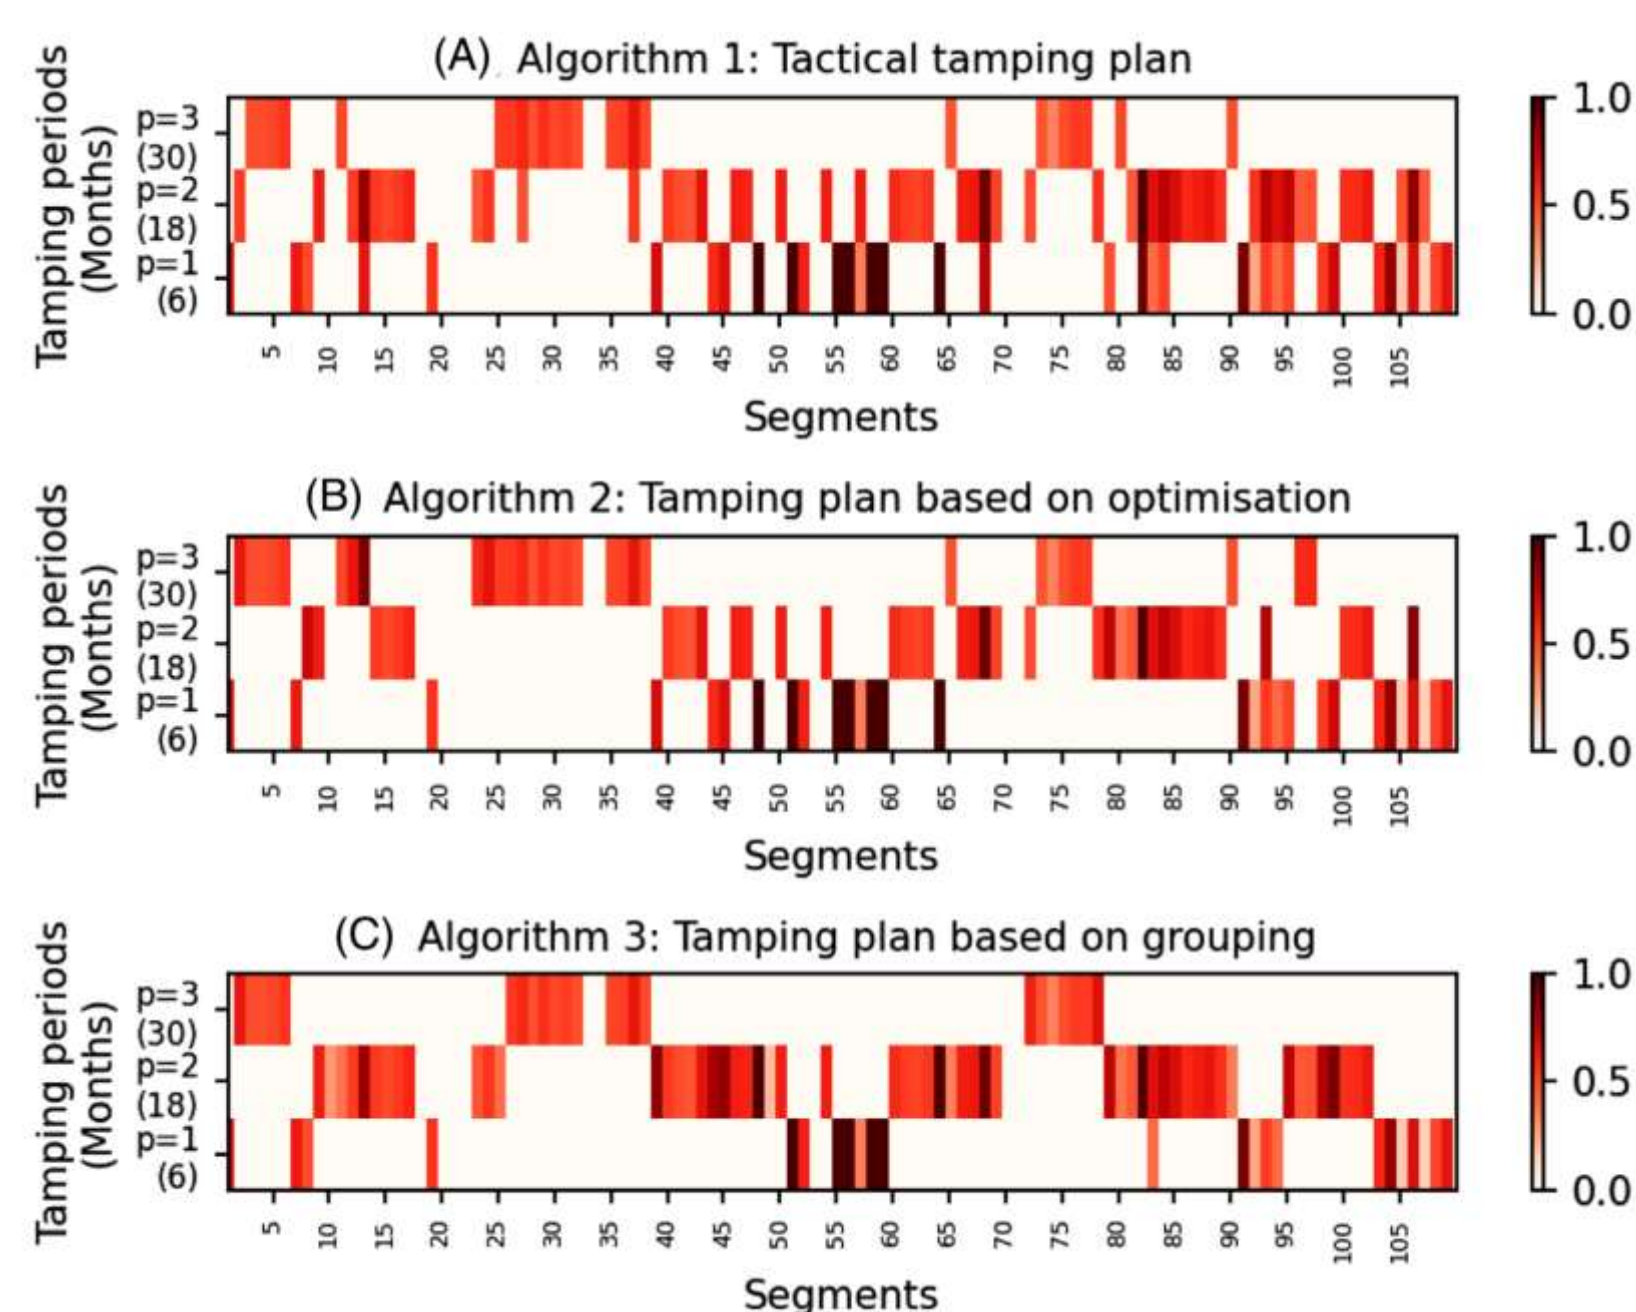 (A) Algorithm 1: Tactical tamping plan
Tamping periods
(Months)
p=3
(30)
p=2
(18)
p=1
(6)
5 10 15 20 25 30 35 40 45 50 55 60 65 70 75 80 85 90 95 100 105
Segments
1.0
0.5
0.0
(B) Algorithm 2: Tamping plan based on optimisation
Tamping periods
(Months)
p=3
(30)
p=2
(18)
p=1
(6)
5 10 15 20 25 30 35 40 45 50 55 60 65 70 75 80 85 90 95 100 105
Segments
1.0
0.5
0.0
(C) Algorithm 3: Tamping plan based on grouping
Tamping periods
(Months)
p=3
(30)
p=2
(18)
p=1
(6)
5 10 15 20 25 30 35 40 45 50 55 60 65 70 75 80 85 90 95 100 105
Segments
1.0
0.5
0.0